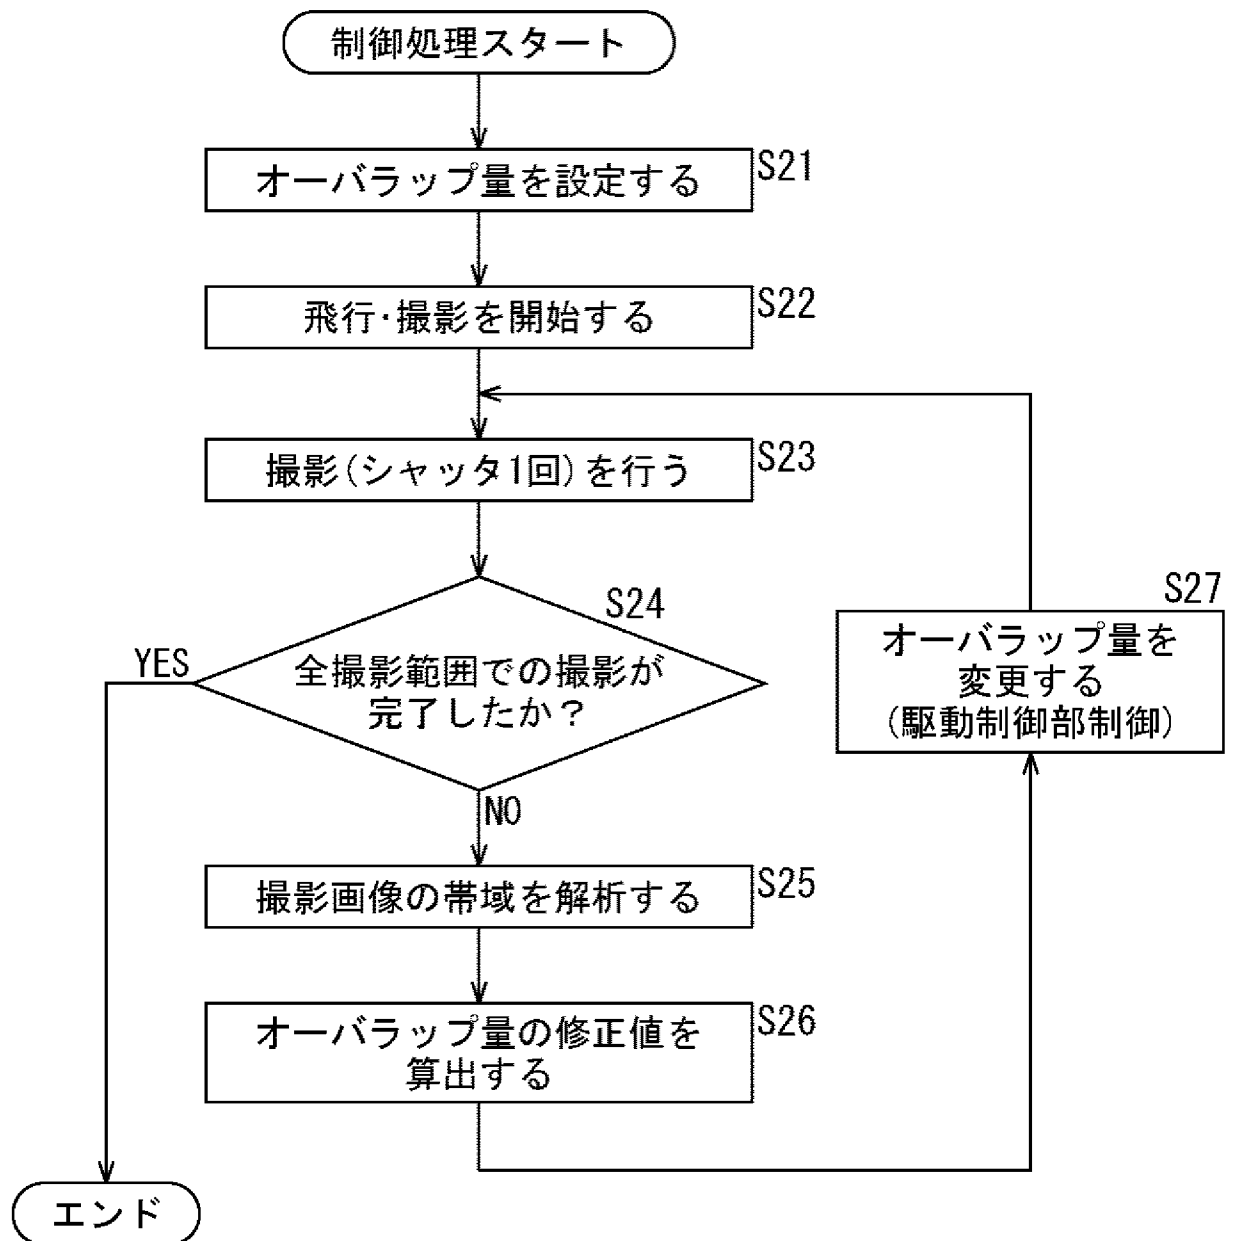 制御処理スタート
オーバラップ量を設定する
S21
飛行・撮影を開始する
S22
撮影(シャッタ1回)を行う
S23
S24
全撮影範囲での撮影が
完了したか?
YES
NO
撮影画像の帯域を解析する
S25
オーバラップ量の修正値を
算出する
S26
S27
オーバラップ量を
変更する
(駆動制御部制御)
エンド